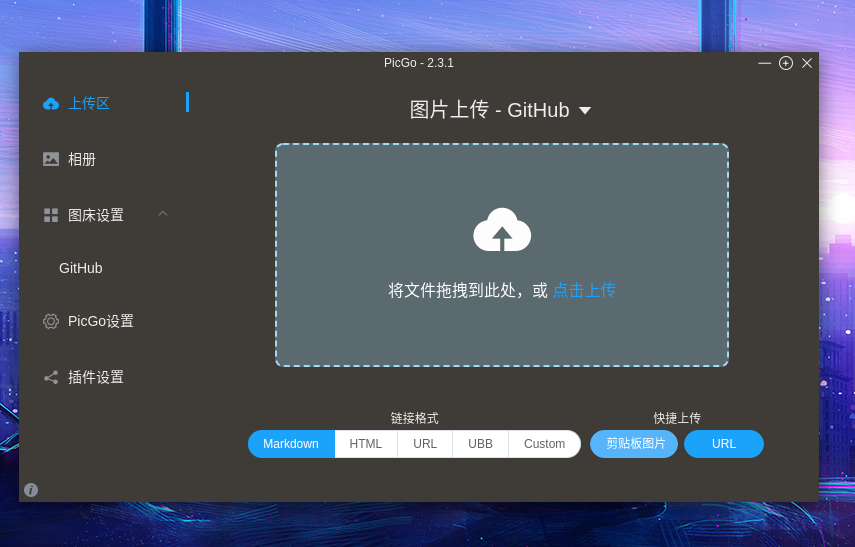 PicGo - 2.3.1
上传区
相册
图床设置
GitHub
PicGo设置
插件设置
图片上传 - GitHub
将文件拖拽到此处，或 点击上传
链接格式
Markdown HTML URL UBB Custom
快捷上传
剪贴板图片 URL